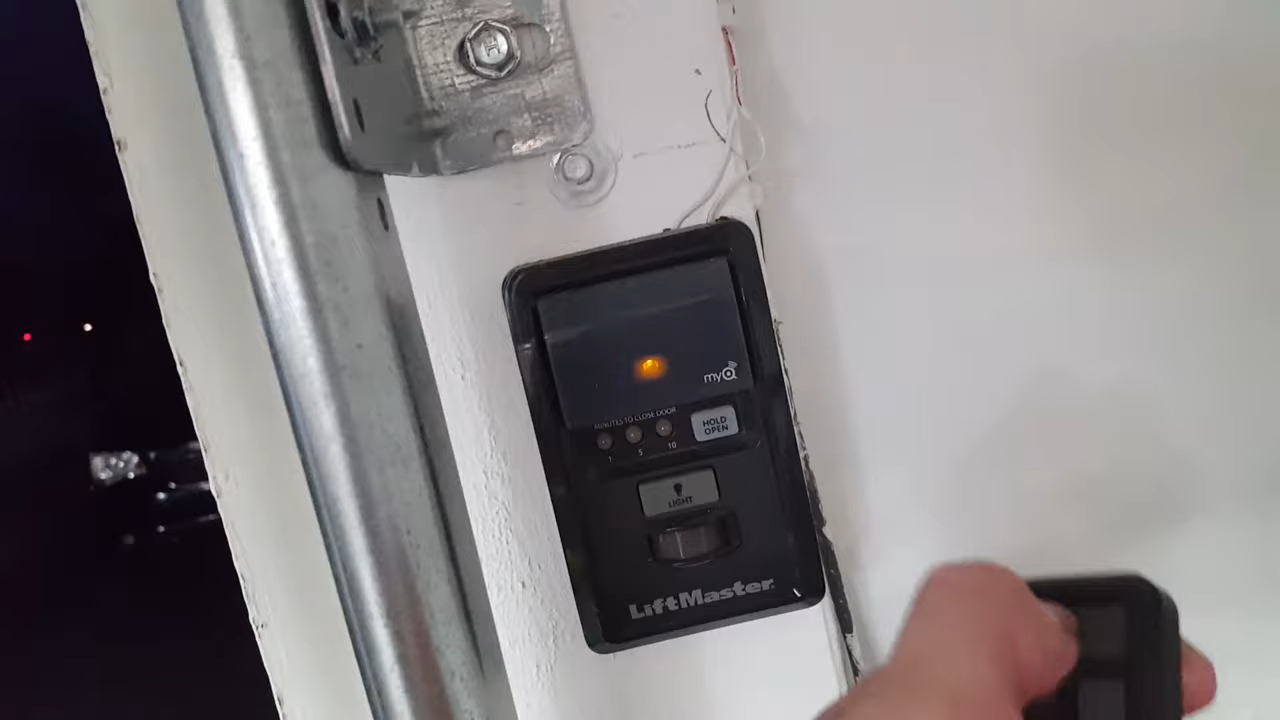 myQ
MINUTES TO CLOSE DOOR
1 5 10
HOLD
OPEN
LIGHT
LiftMaster